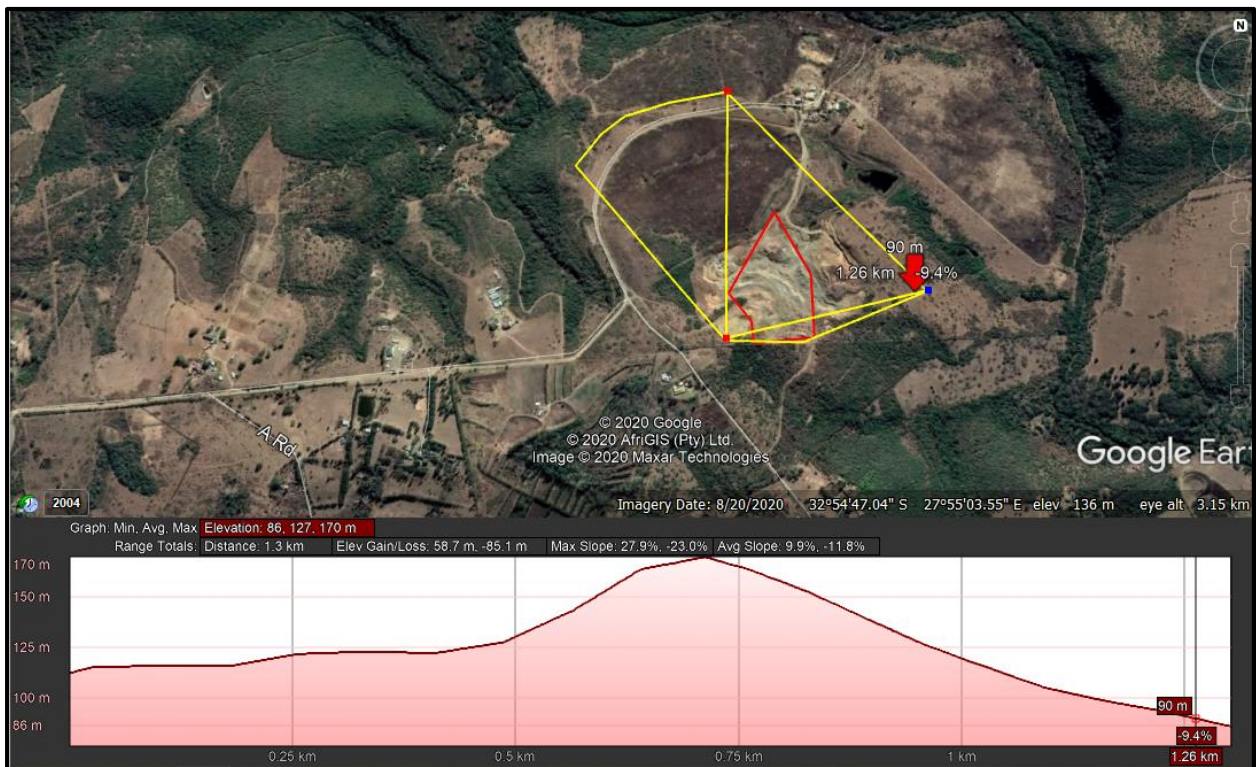 N
90 m
1.26 km -9.4%
A Rd
© 2020 Google
© 2020 AfriGIS (Pty) Ltd.
Image © 2020 Maxar Technologies
Google Ear
2004
Imagery Date: 8/20/2020 32°54'47.04" S 27°55'03.55" E elev 136 m eye alt 3.15 km
Graph: Min, Avg, Max Elevation: 86, 127, 170 m
Range Totals: Distance: 1.3 km Elev Gain/Loss: 58.7 m, -85.1 m Max Slope: 27.9%, -23.0% Avg Slope: 9.9%, -11.8%
170 m
150 m
125 m
100 m
86 m
90 m
-9.4%
0.25 km 0.5 km 0.75 km 1 km 1.26 km